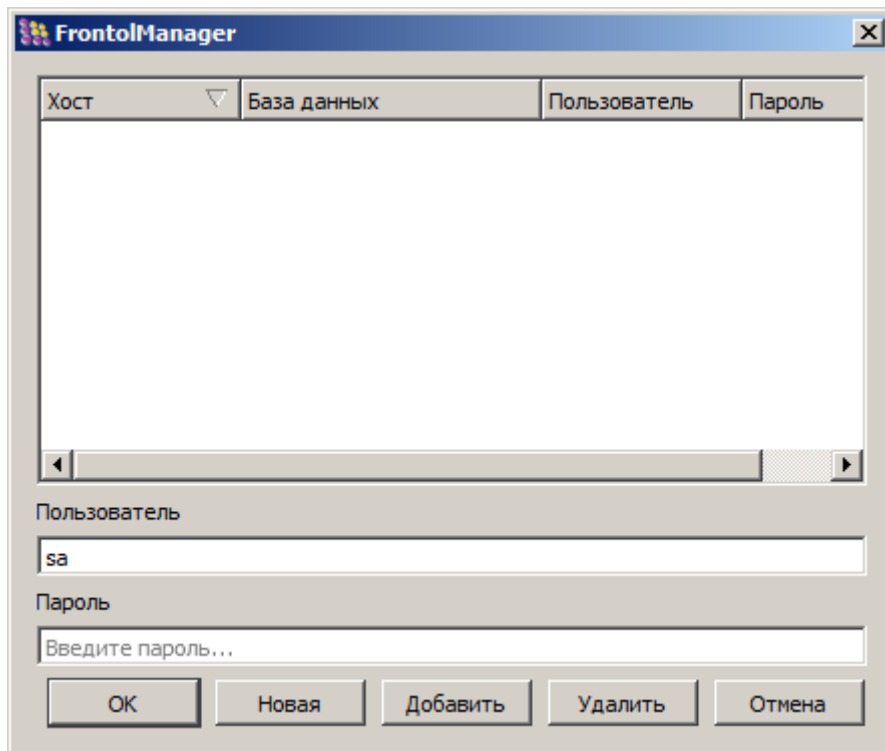 FrontolManager
Хост База данных Пользователь Пароль
Пользователь
sa
Пароль
Введите пароль...
OK Новая Добавить Удалить Отмена